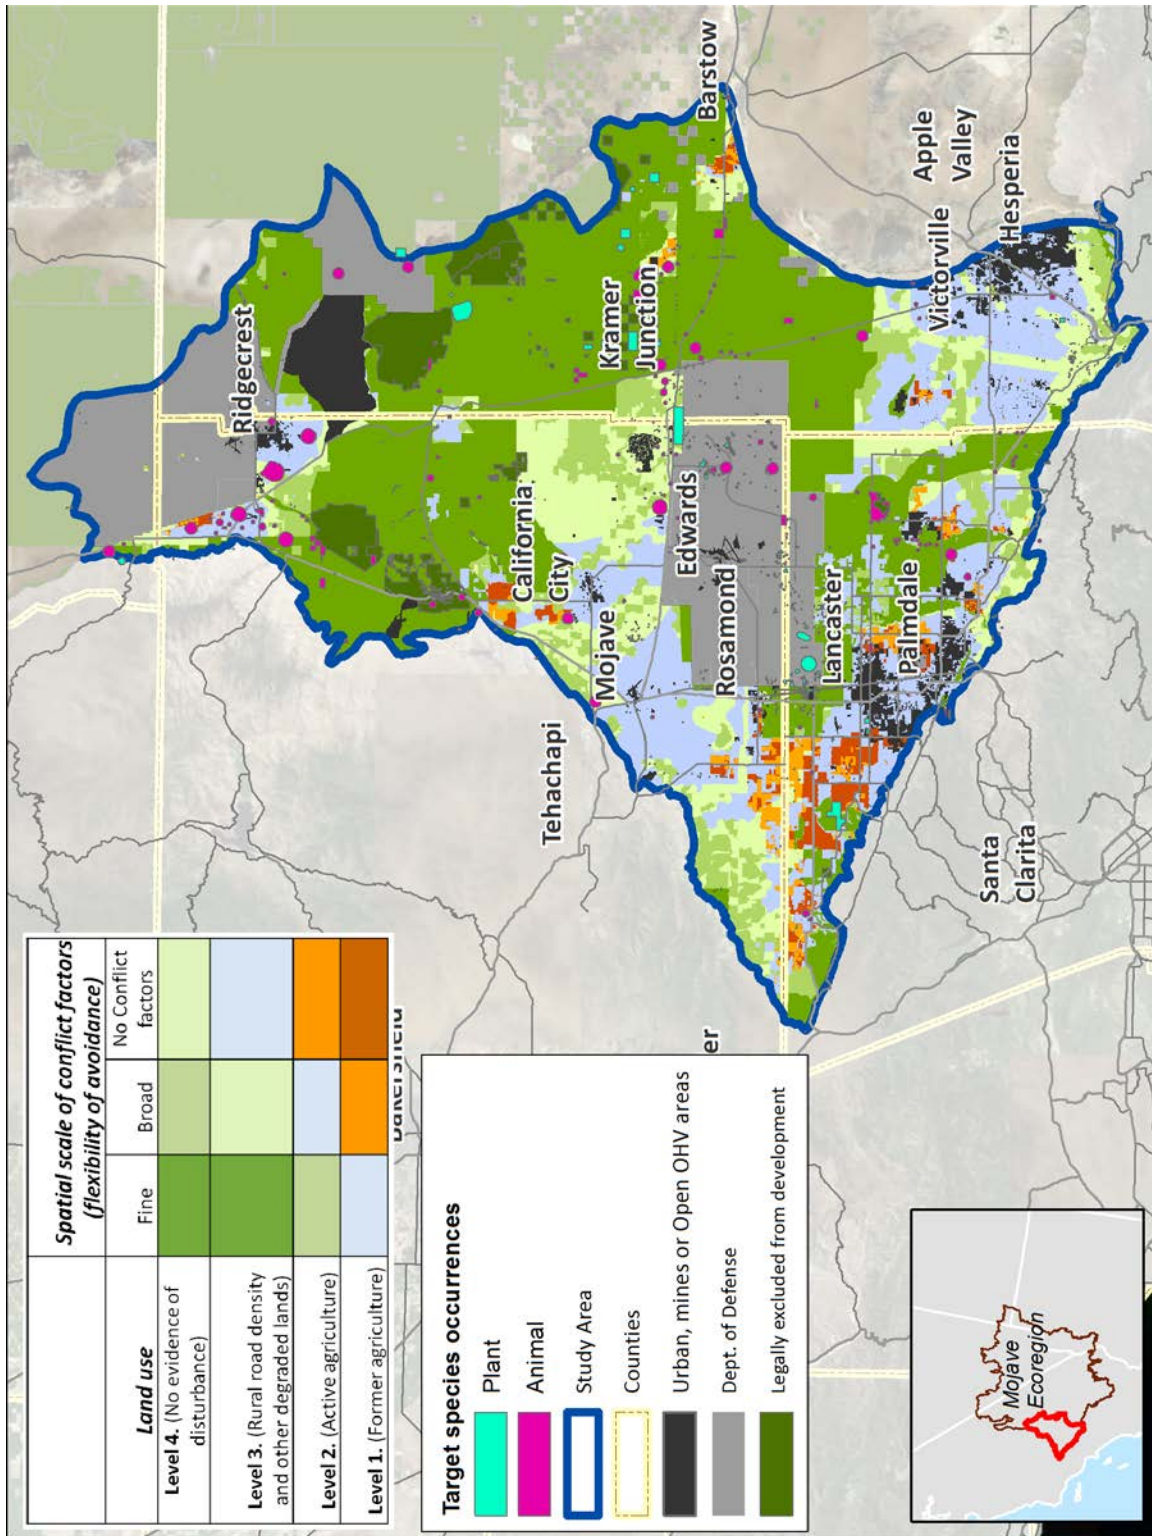 Spatial scale of conflict factors
(flexibility of avoidance)
Land use
Fine
Broad
No Conflict
factors
Level 4. (No evidence of
disturbance)
Level 3. (Rural road density
and other degraded lands)
Level 2. (Active agriculture)
Level 1. (Former agriculture)
Target species occurrences
Plant
Animal
Study Area
Counties
Urban, mines or Open OHV areas
Dept. of Defense
Legally excluded from development
Mojave
Ecoregion
er
Ridgecrest
California
City
Mojave
Tehachapi
Edwards
Rosamond
Kramer
Junction
Barstow
Lancaster
Palmdale
Santa
Clarita
Victorville
Apple
Valley
Hesperia